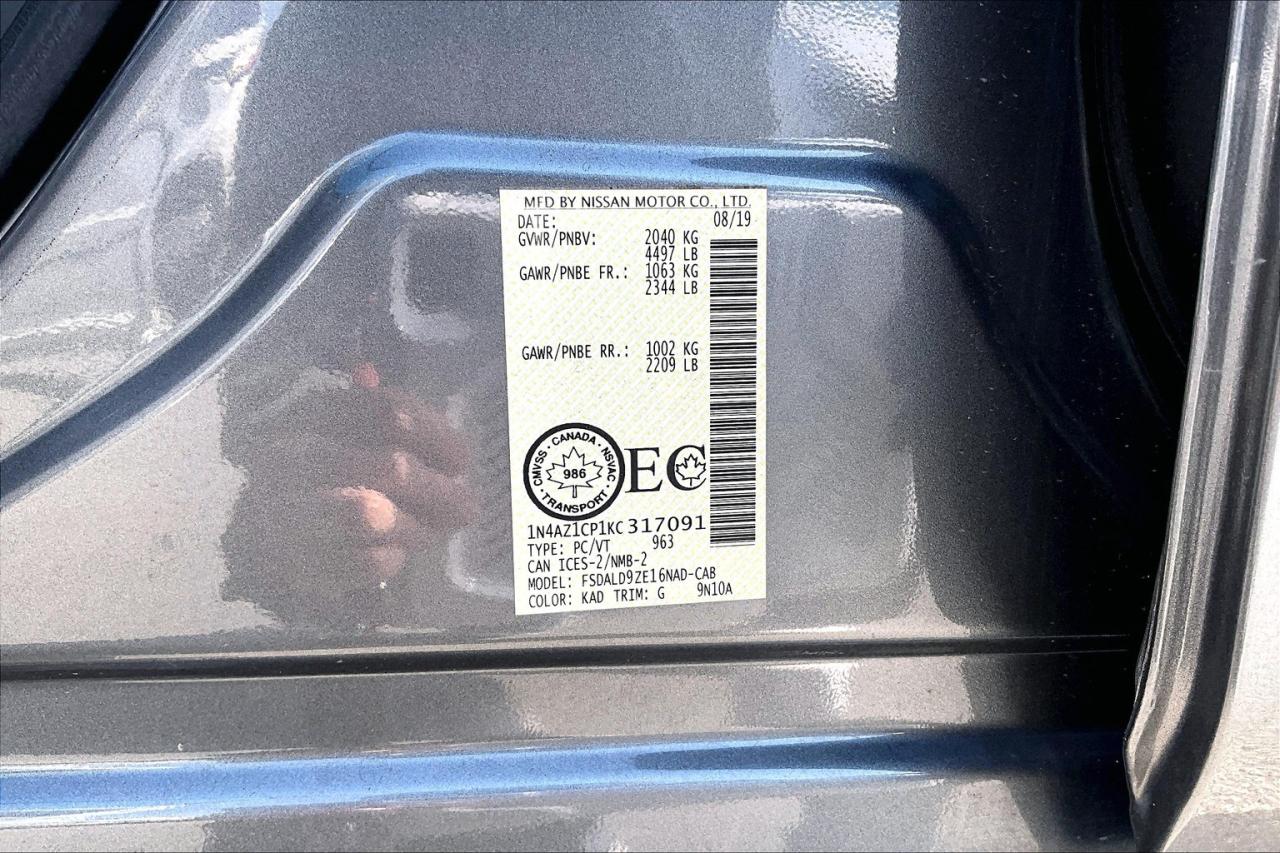 MFD BY NISSAN MOTOR CO., LTD.
DATE: 08/19
GVWR/PNBV: 2040 KG
4497 LB
GAWR/PNBE FR.: 1063 KG
2344 LB
GAWR/PNBE RR.: 1002 KG
2209 LB
CMVSS · CANADA · NSVAC · TRANSPORT ·
986
EC
1N4AZ1CP1KC317091
TYPE: PC/VT 963
CAN ICES-2/NMB-2
MODEL: FSDALD9ZE16NAD-CAB
COLOR: KAD TRIM: G 9N10A